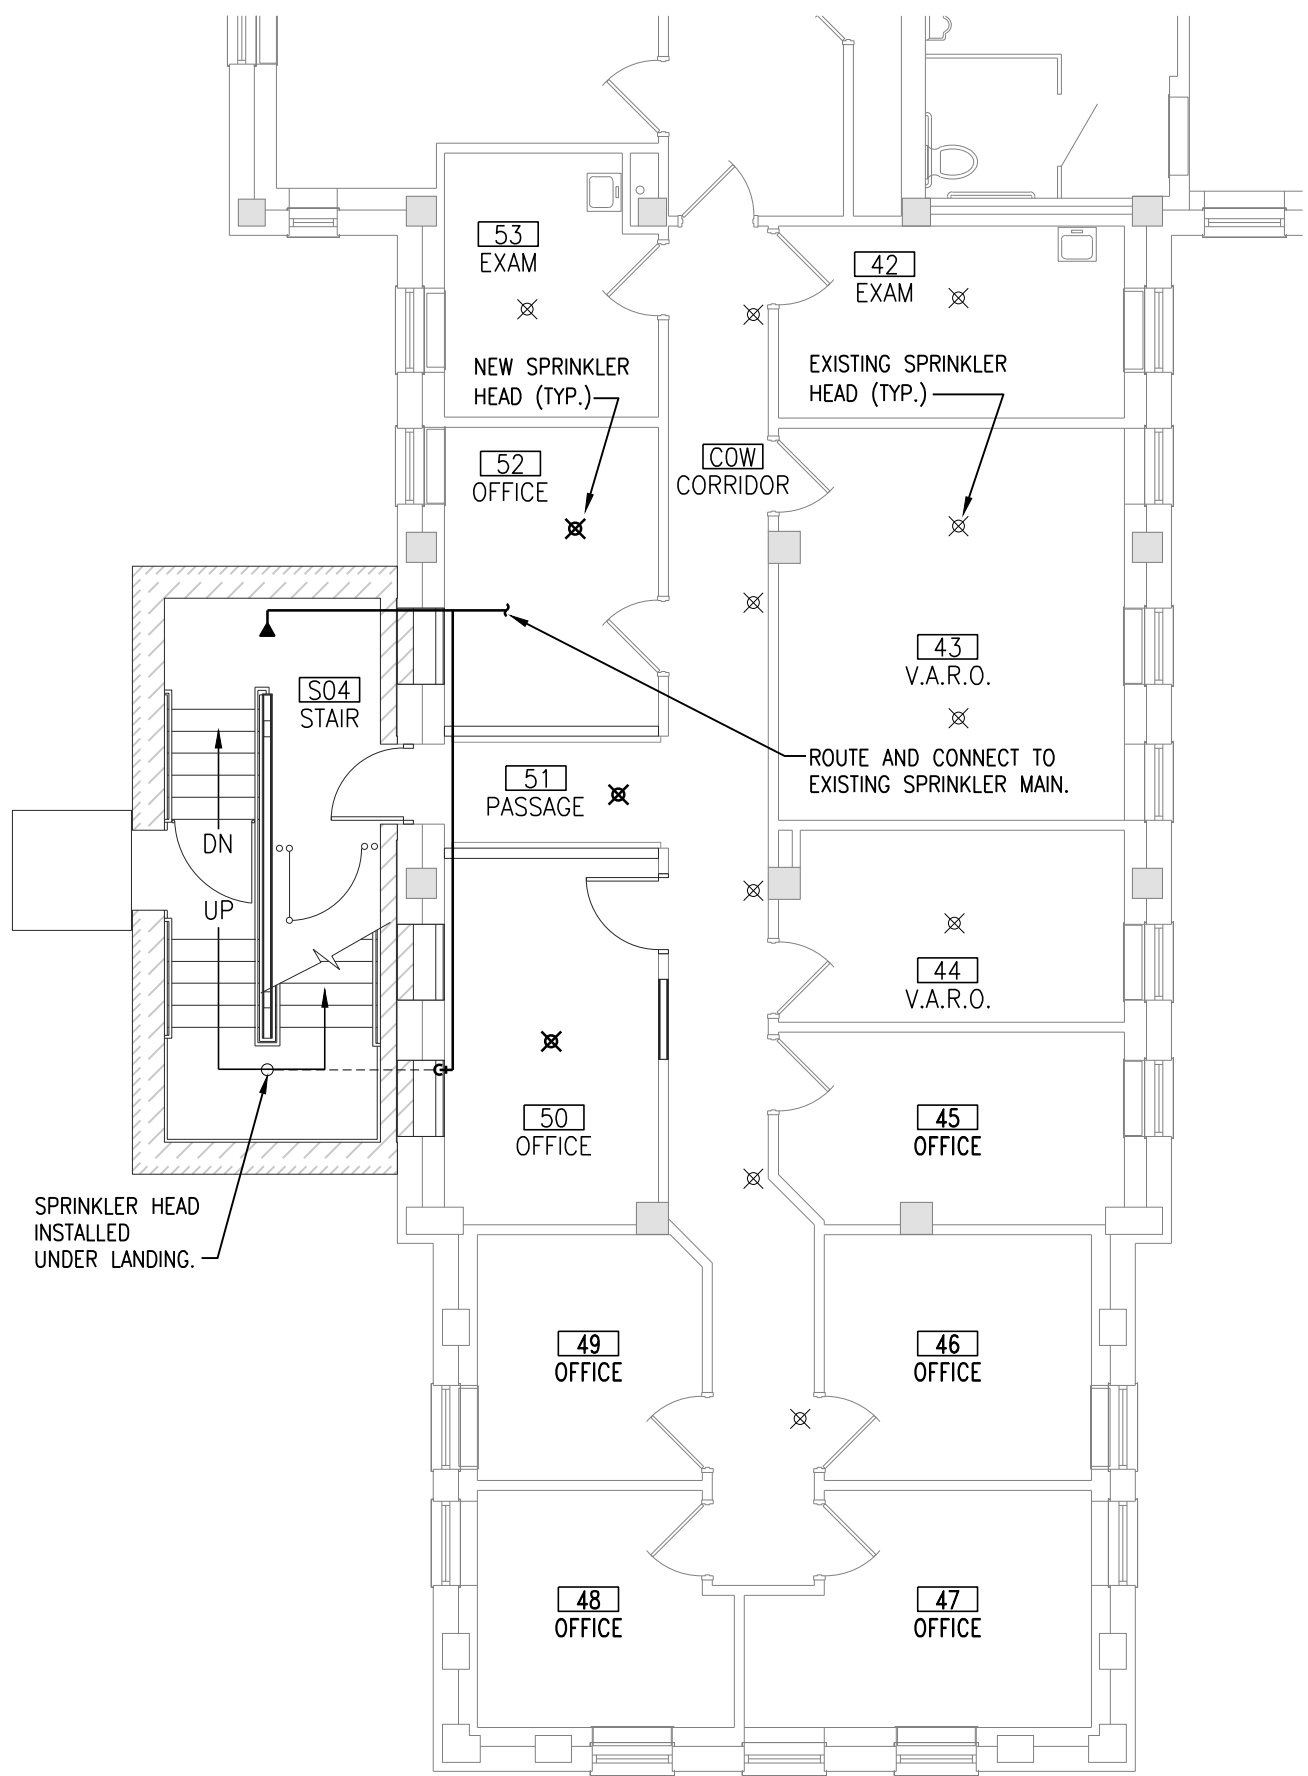 53
EXAM
42
EXAM
NEW SPRINKLER
HEAD (TYP.)
EXISTING SPRINKLER
HEAD (TYP.)
52
OFFICE
COW
CORRIDOR
43
V.A.R.O.
S04
STAIR
ROUTE AND CONNECT TO
EXISTING SPRINKLER MAIN.
51
PASSAGE
DN
UP
44
V.A.R.O.
50
OFFICE
45
OFFICE
SPRINKLER HEAD
INSTALLED
UNDER LANDING.
49
OFFICE
46
OFFICE
48
OFFICE
47
OFFICE